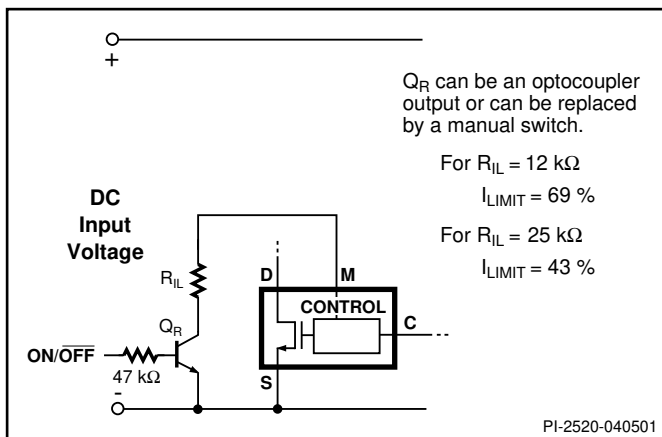 +
Q_R can be an optocoupler
output or can be replaced
by a manual switch.
For R_IL = 12 kΩ
I_LIMIT = 69 %
For R_IL = 25 kΩ
I_LIMIT = 43 %
DC
Input
Voltage
R_IL
D
M
CONTROL
C
Q_R
ON/O̅F̅F̅
47 kΩ
S
-
PI-2520-040501